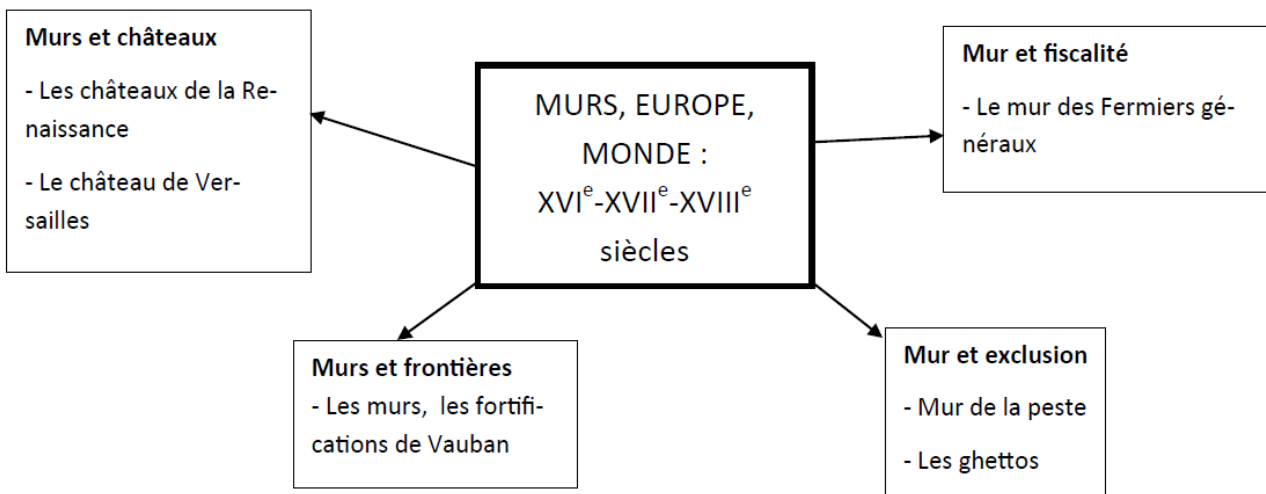 Murs et châteaux
- Les châteaux de la Re-
naissance
- Le château de Ver-
sailles
MURS, EUROPE,
MONDE :
XVIe-XVIIe-XVIIIe
siècles
Mur et fiscalité
- Le mur des Fermiers gé-
néraux
Murs et frontières
- Les murs,  les fortifi-
cations de Vauban
Mur et exclusion
- Mur de la peste
- Les ghettos